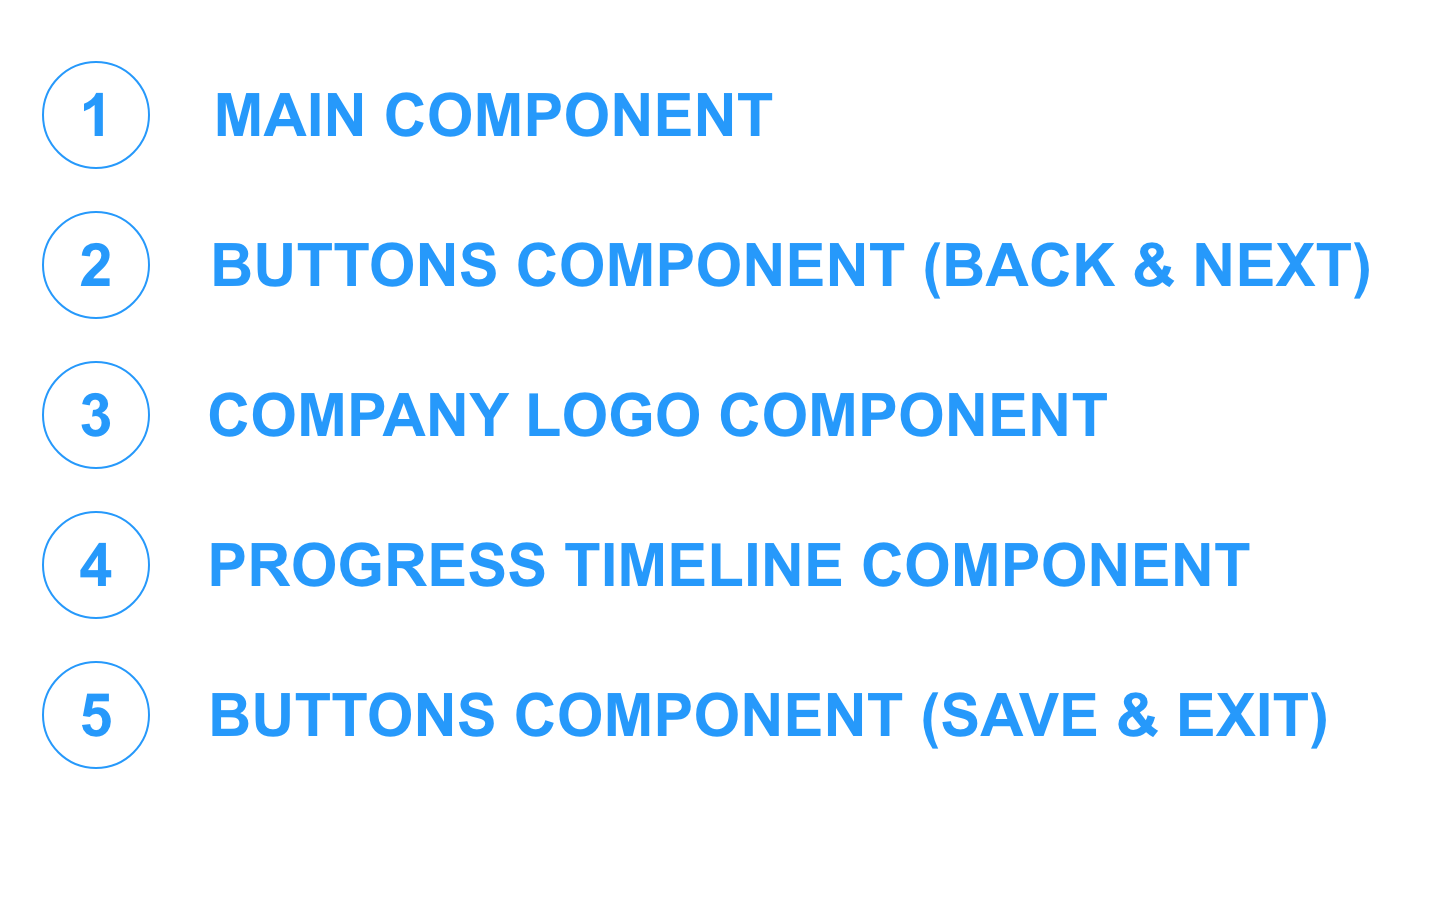 1 MAIN COMPONENT
2 BUTTONS COMPONENT (BACK & NEXT)
3 COMPANY LOGO COMPONENT
4 PROGRESS TIMELINE COMPONENT
5 BUTTONS COMPONENT (SAVE & EXIT)